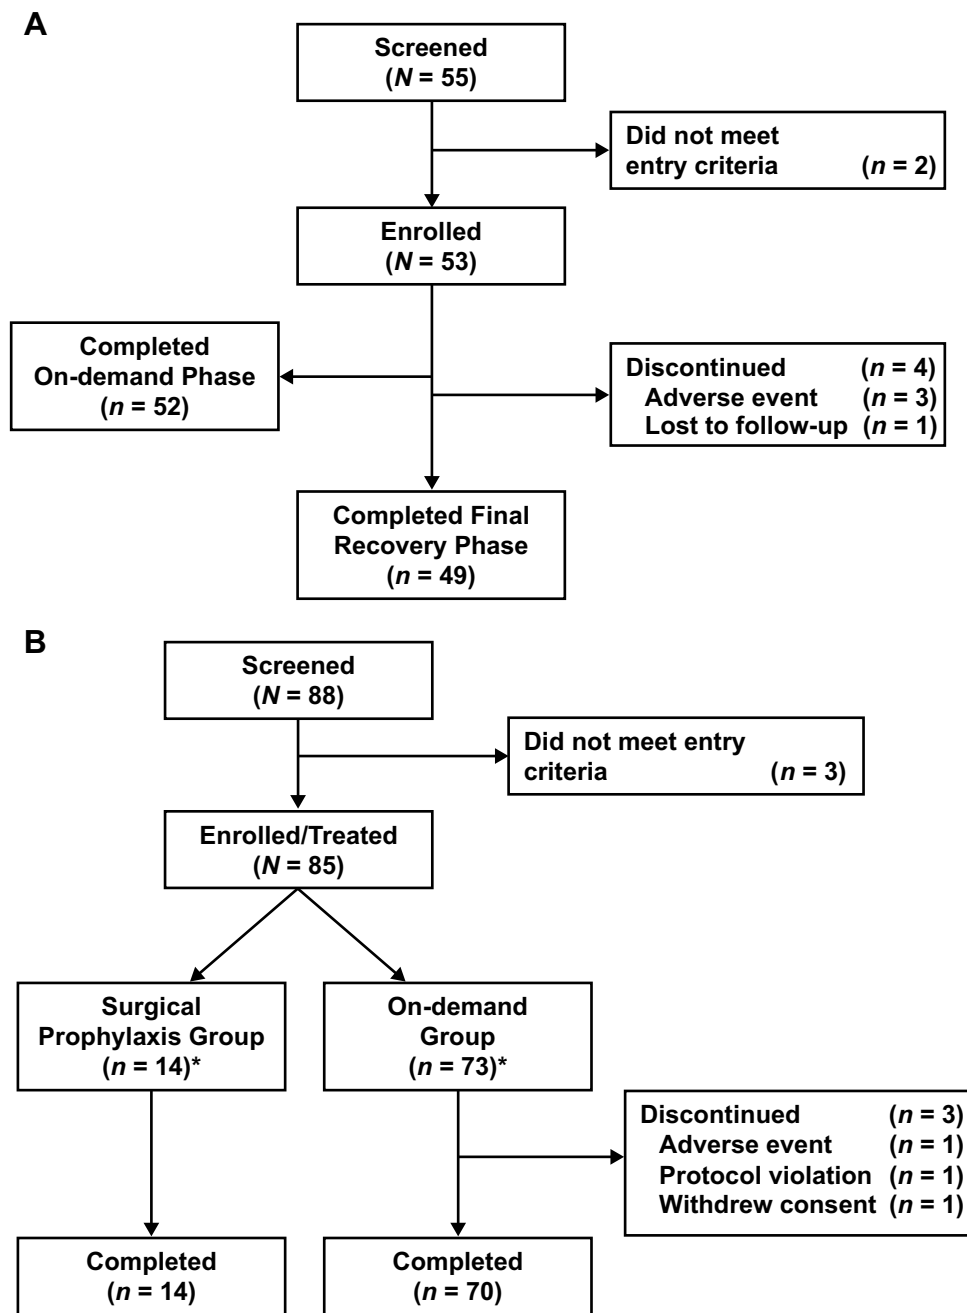 A
Screened
(N = 55)
Did not meet
entry criteria (n = 2)
Enrolled
(N = 53)
Completed
On-demand Phase
(n = 52)
Discontinued (n = 4)
Adverse event (n = 3)
Lost to follow-up (n = 1)
Completed Final
Recovery Phase
(n = 49)
B
Screened
(N = 88)
Did not meet entry
criteria (n = 3)
Enrolled/Treated
(N = 85)
Surgical
Prophylaxis Group
(n = 14)*
On-demand
Group
(n = 73)*
Discontinued (n = 3)
Adverse event (n = 1)
Protocol violation (n = 1)
Withdrew consent (n = 1)
Completed
(n = 14)
Completed
(n = 70)